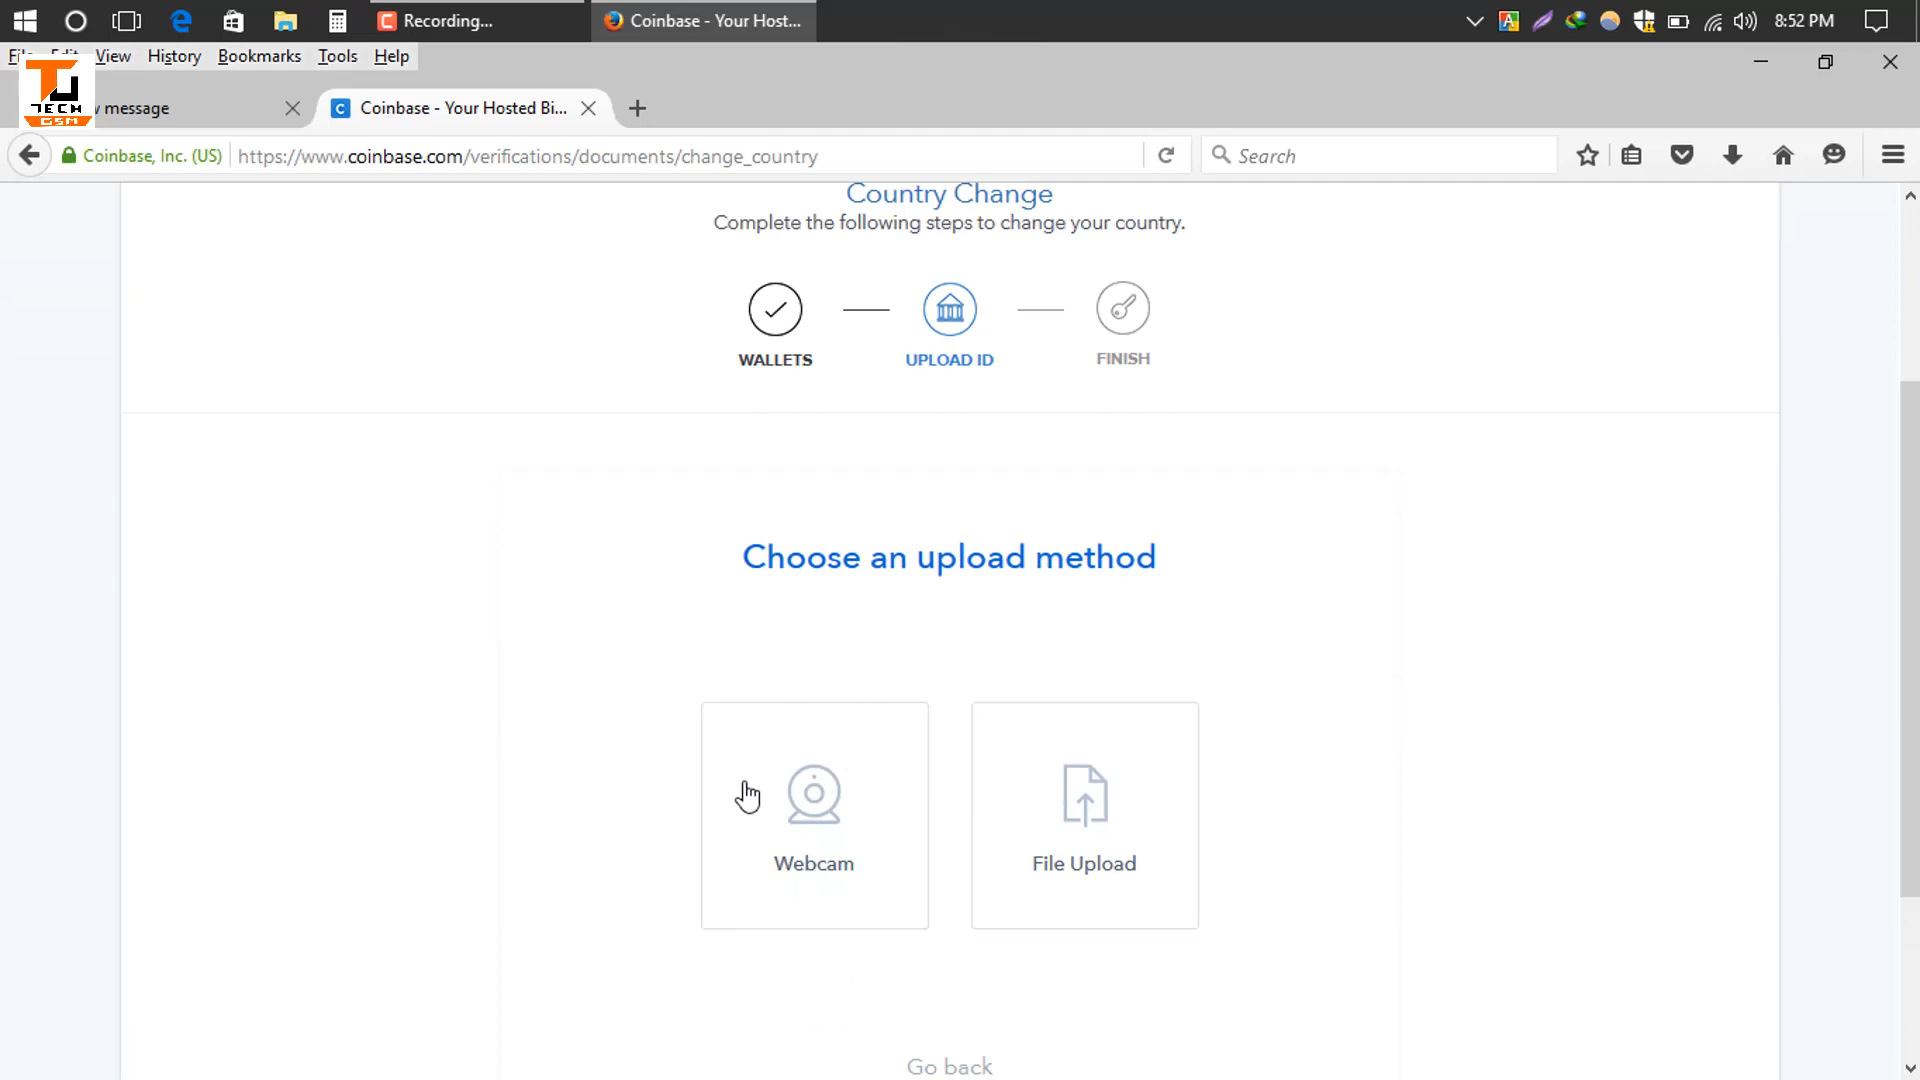 Recording...
Coinbase - Your Host...
8:52 PM
View History Bookmarks Tools Help
TECH
GSM
message
Coinbase - Your Hosted Bi...
Coinbase, Inc. (US) https://www.coinbase.com/verifications/documents/change_country
Search
Country Change
Complete the following steps to change your country.
WALLETS
UPLOAD ID
FINISH
Choose an upload method
Webcam
File Upload
Go back